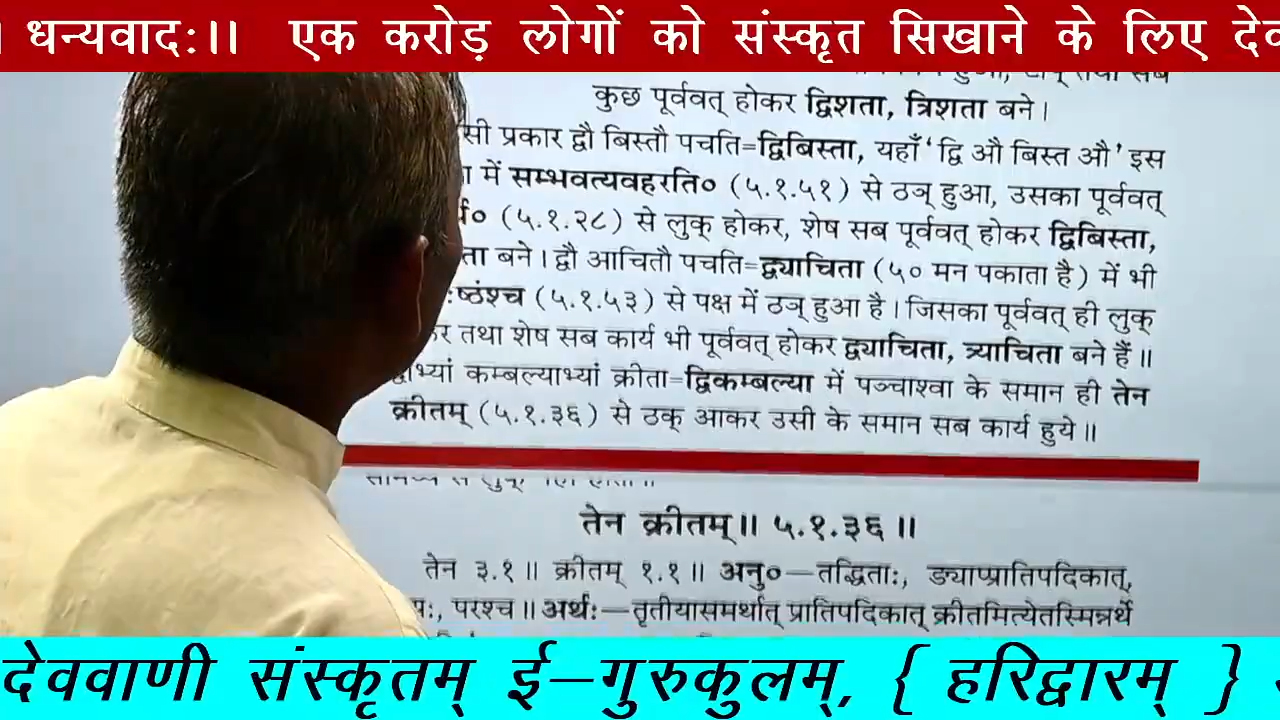 । धन्यवादः।। एक करोड़ लोगों को संस्कृत सिखाने के लिए देव
कुछ पूर्ववत् होकर द्विशता, त्रिशता बने।
सी प्रकार द्वौ बिस्तौ पचति=द्विबिस्ता, यहाँ 'द्वि औ बिस्त औ' इस
में सम्भवत्यवहरति० (५.१.५१) से ठञ् हुआ, उसका पूर्ववत्
(५.१.२८) से लुक् होकर, शेष सब पूर्ववत् होकर द्विबिस्ता,
ता बने। द्वौ आचितौ पचति=द्व्याचिता (५० मन पकाता है) में भी
ःष्ठंश्च (५.१.५३) से पक्ष में ठञ् हुआ है। जिसका पूर्ववत् ही लुक्
तथा शेष सब कार्य भी पूर्ववत् होकर द्व्याचिता, त्र्याचिता बने हैं॥
द्वाभ्यां कम्बल्याभ्यां क्रीता=द्विकम्बल्या में पञ्चाश्वा के समान ही तेन
क्रीतम् (५.१.३६) से ठक् आकर उसी के समान सब कार्य हुये॥
तेन क्रीतम्॥ ५.१.३६॥
तेन ३.१॥ क्रीतम् १.१॥ अनु०—तद्धिताः, ङ्याप्प्रातिपदिकात्,
परश्च॥ अर्थः—तृतीयासमर्थात् प्रातिपदिकात् क्रीतमित्येतस्मिन्नर्थे
देववाणी संस्कृतम् ई-गुरुकुलम्, { हरिद्वारम् }